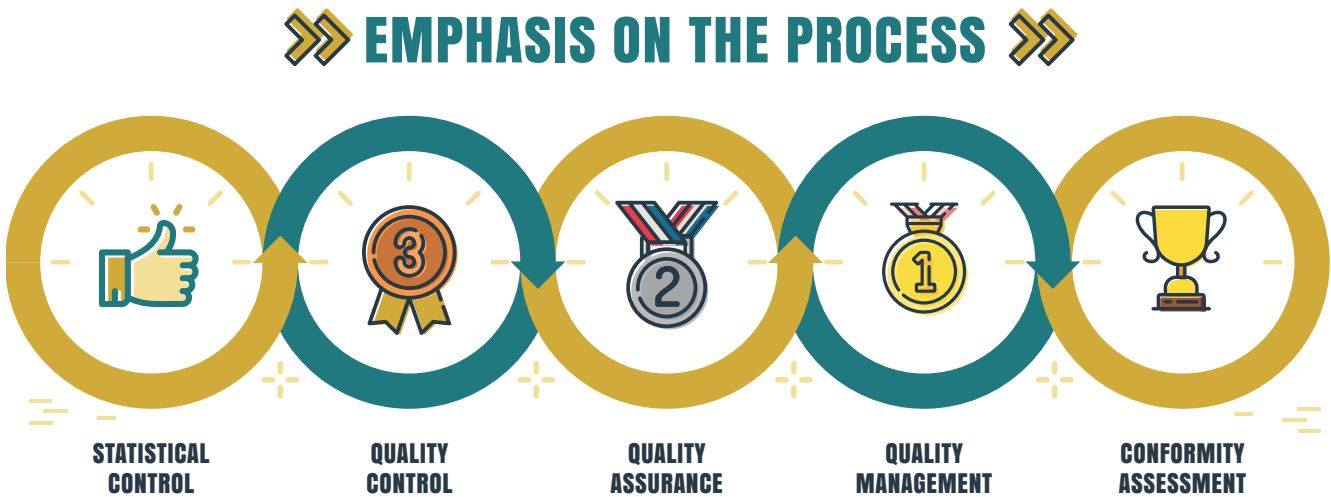 EMPHASIS ON THE PROCESS
3
2
1
STATISTICAL
CONTROL
QUALITY
CONTROL
QUALITY
ASSURANCE
QUALITY
MANAGEMENT
CONFORMITY
ASSESSMENT